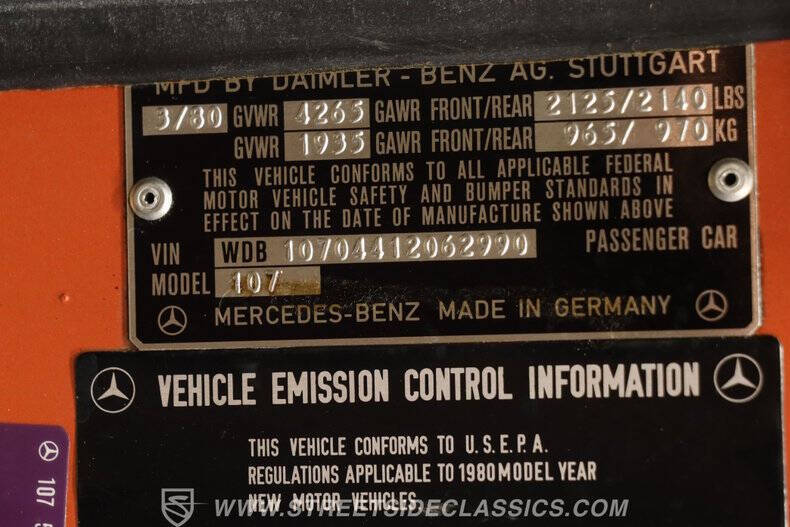 MFD BY DAIMLER - BENZ AG. STUTTGART
3/80 GVWR 4265 GAWR FRONT/REAR 2125/2140 LBS
GVWR 1935 GAWR FRONT/REAR 965/ 970 KG
THIS VEHICLE CONFORMS TO ALL APPLICABLE FEDERAL
MOTOR VEHICLE SAFETY AND BUMPER STANDARDS IN
EFFECT ON THE DATE OF MANUFACTURE SHOWN ABOVE
VIN WDB 10704412062990 PASSENGER CAR
MODEL 107
MERCEDES-BENZ MADE IN GERMANY
VEHICLE EMISSION CONTROL INFORMATION
THIS VEHICLE CONFORMS TO U.S.E.P.A.
REGULATIONS APPLICABLE TO 1980 MODEL YEAR
NEW MOTOR VEHICLES.
107
WWW.STREETSIDECLASSICS.COM